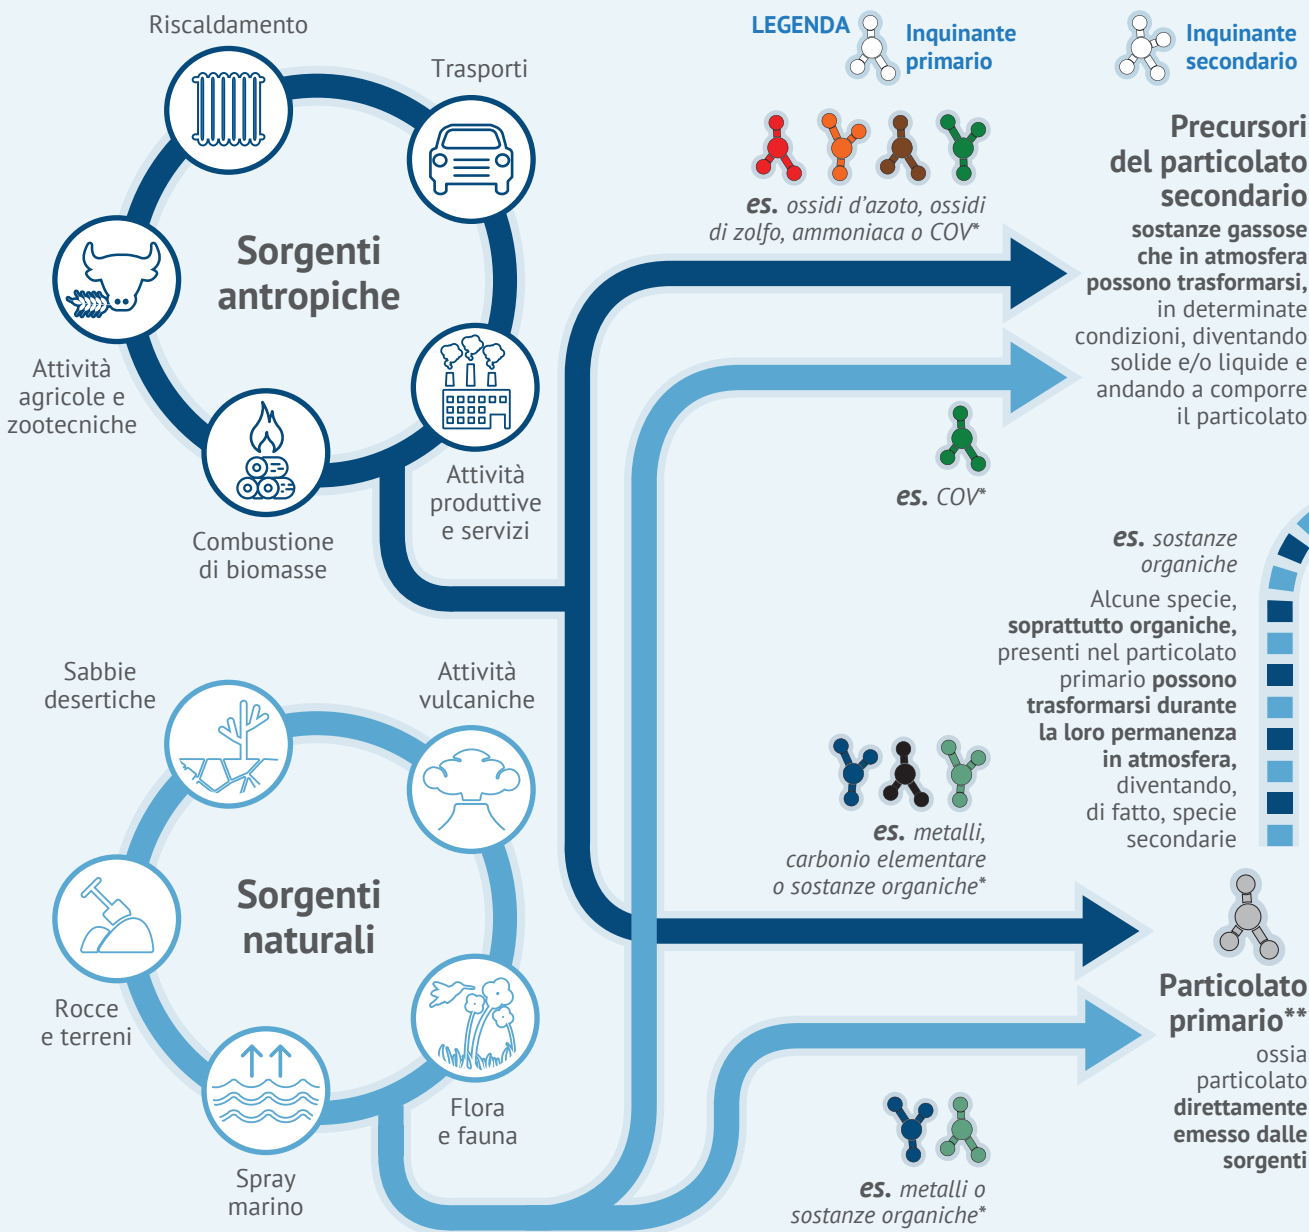 LEGENDA
Inquinante
primario
Inquinante
secondario
Riscaldamento
Trasporti
Sorgenti
antropiche
Attività
agricole e
zootecniche
Combustione
di biomasse
Attività
produttive
e servizi
es. ossidi d'azoto, ossidi
di zolfo, ammoniaca o COV*
Precursori
del particolato
secondario
sostanze gassose
che in atmosfera
possono trasformarsi,
in determinate
condizioni, diventando
solide e/o liquide e
andando a comporre
il particolato
es. COV*
es. sostanze
organiche
Alcune specie,
soprattutto organiche,
presenti nel particolato
primario possono
trasformarsi durante
la loro permanenza
in atmosfera,
diventando,
di fatto, specie
secondarie
Sabbie
desertiche
Attività
vulcaniche
Sorgenti
naturali
Rocce
e terreni
Spray
marino
Flora
e fauna
es. metalli,
carbonio elementare
o sostanze organiche*
Particolato
primario**
ossia
particolato
direttamente
emesso dalle
sorgenti
es. metalli o
sostanze organiche*